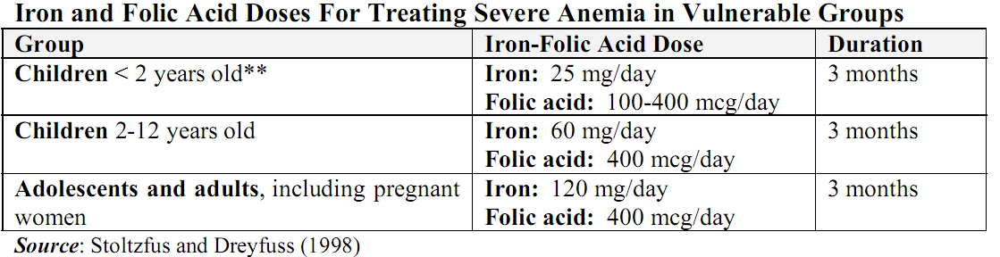 Iron and Folic Acid Doses For Treating Severe Anemia in Vulnerable Groups
Group Iron-Folic Acid Dose Duration
Children < 2 years old** Iron: 25 mg/day 3 months
Folic acid: 100-400 mcg/day
Children 2-12 years old Iron: 60 mg/day 3 months
Folic acid: 400 mcg/day
Adolescents and adults, including pregnant Iron: 120 mg/day 3 months
women Folic acid: 400 mcg/day
Source: Stoltzfus and Dreyfuss (1998)